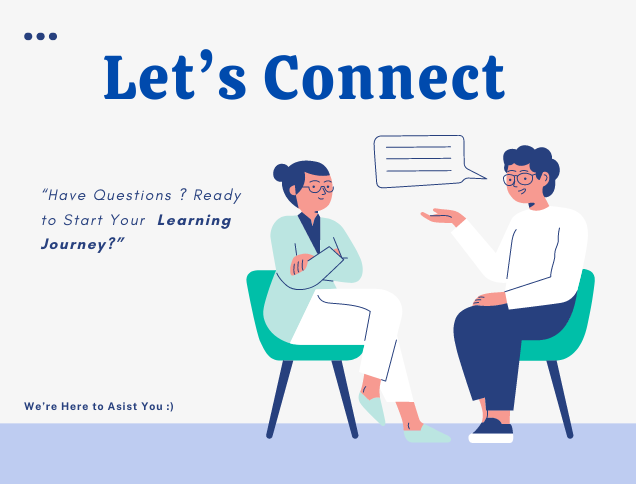 Let’s Connect
“Have Questions ? Ready
to Start Your Learning
Journey?”
We’re Here to Asist You :)